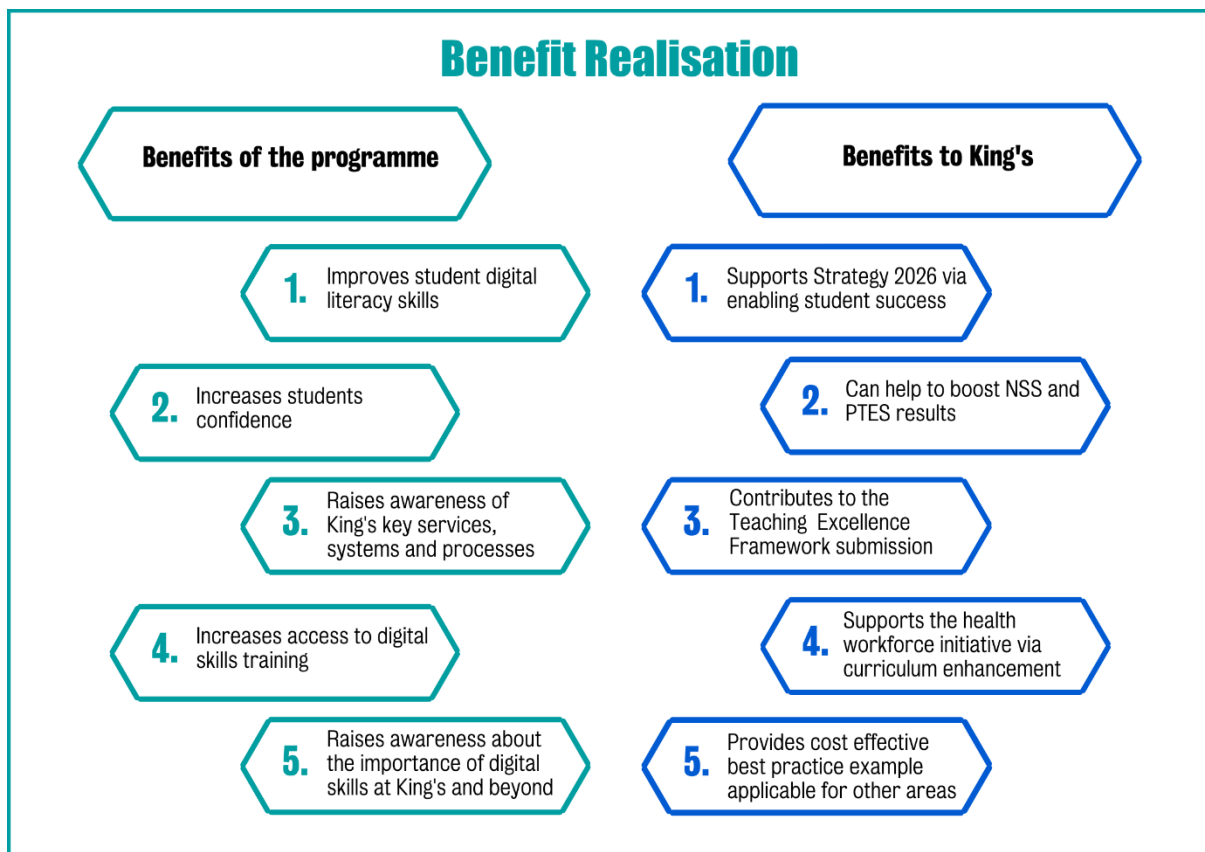 Benefit Realisation
Benefits of the programme
1.
Improves student digital
literacy skills
2.
Increases students
confidence
3.
Raises awareness of
King's key services,
systems and processes
4.
Increases access to digital
skills training
5.
Raises awareness about
the importance of digital
skills at King's and beyond
Benefits to King's
1.
Supports Strategy 2026 via
enabling student success
2.
Can help to boost NSS and
PTES results
3.
Contributes to the
Teaching Excellence
Framework submission
4.
Supports the health
workforce initiative via
curriculum enhancement
5.
Provides cost effective
best practice example
applicable for other areas